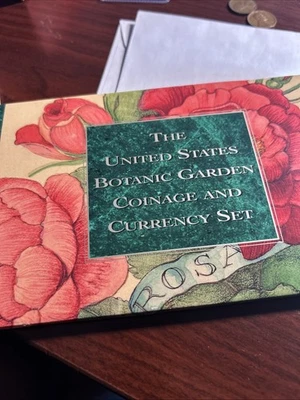 The
United States
Botanic Garden
Coinage and
Currency Set
ROSA